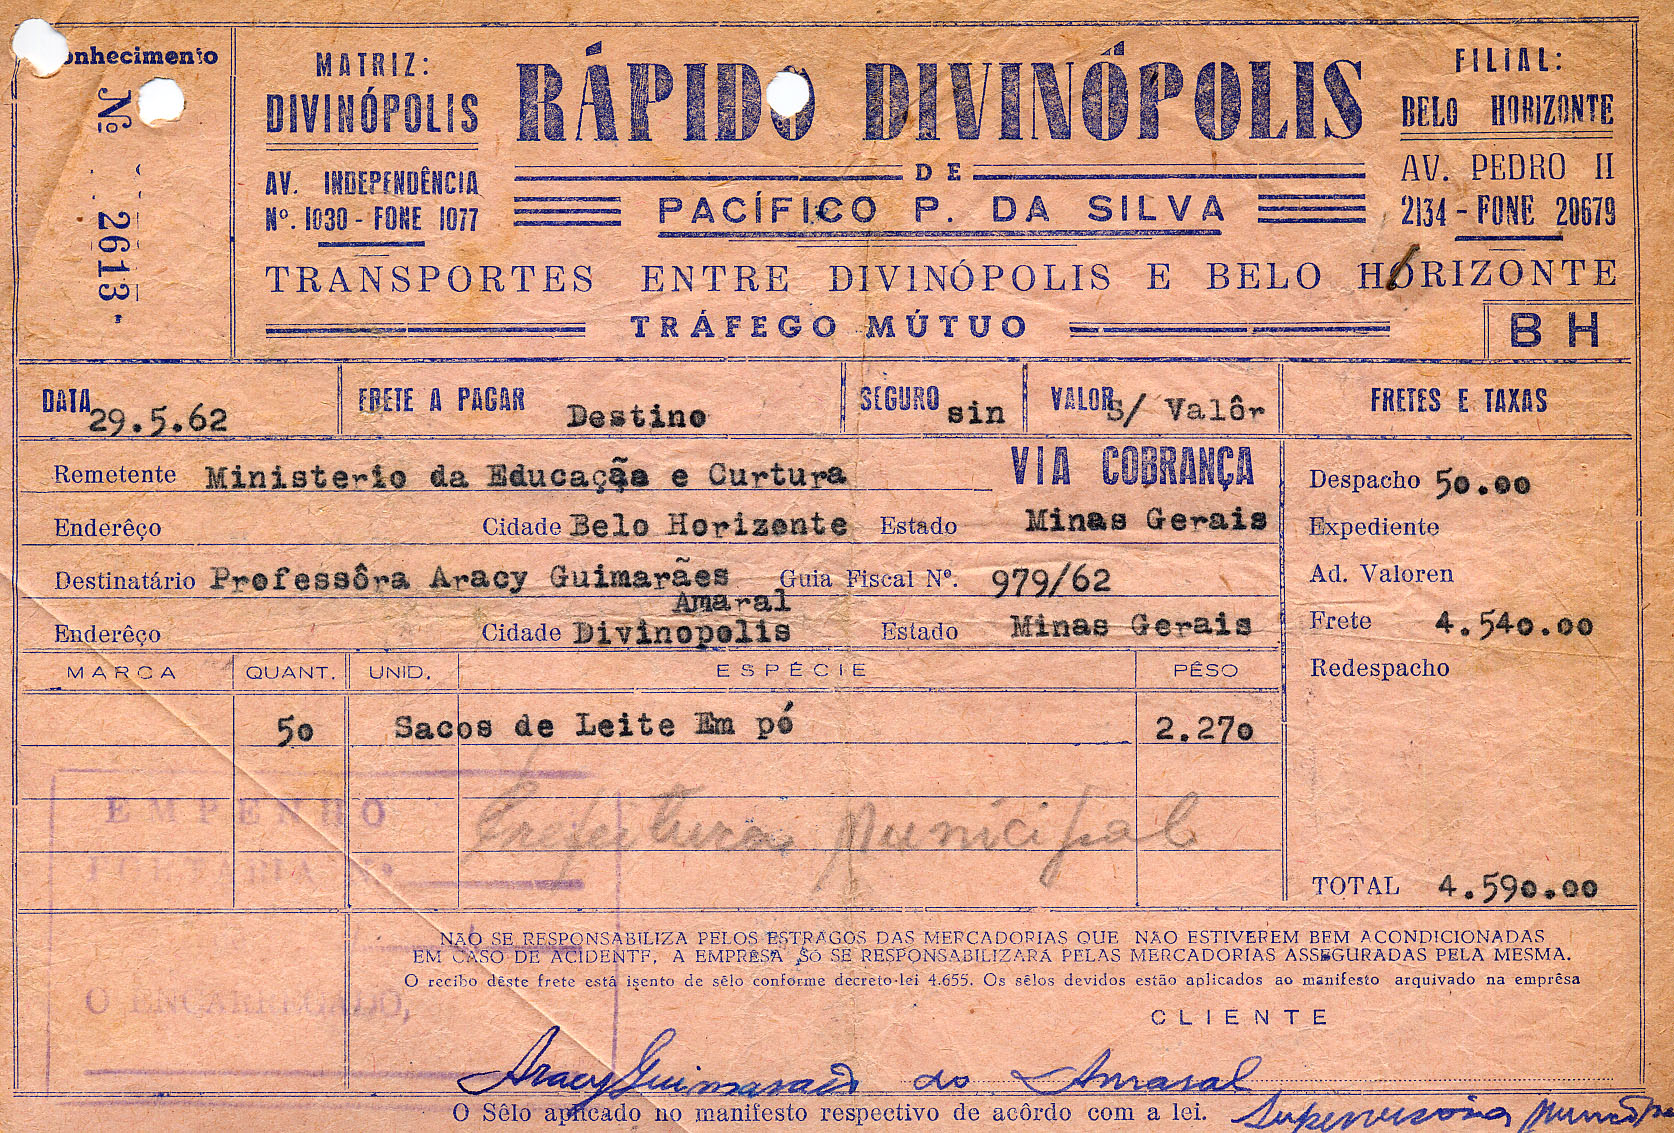 Conhecimento
Nº 2613
MATRIZ:
DIVINÓPOLIS
AV. INDEPENDÊNCIA
Nº. 1030 - FONE 1077
RÁPIDO DIVINÓPOLIS
DE
PACÍFICO P. DA SILVA
FILIAL:
BELO HORIZONTE
AV. PEDRO II
2134 - FONE 20679
TRANSPORTES ENTRE DIVINÓPOLIS E BELO HORIZONTE
TRÁFEGO MÚTUO
BH
DATA 29.5.62 FRETE A PAGAR Destino SEGURO sin VALOR S/ Valôr FRETES E TAXAS
Remetente Ministerio da Educação e Curtura VIA COBRANÇA
Enderêço Cidade Belo Horizonte Estado Minas Gerais
Destinatário Professôra Aracy Guimarães Guia Fiscal Nº. 979/62
Amaral
Enderêço Cidade Divinopolis Estado Minas Gerais
Despacho 50.00
Expediente
Ad. Valoren
Frete 4.540.00
Redespacho
MARCA QUANT. UNID. ESPÉCIE PÊSO
50 Sacos de Leite Em pó 2.270
EMPENHO
Prefeitura Municipal
TOTAL 4.590.00
O ENCARREGADO,
NÃO SE RESPONSABILIZA PELOS ESTRAGOS DAS MERCADORIAS QUE NÃO ESTIVEREM BEM ACONDICIONADAS
EM CASO DE ACIDENTE, A EMPRÊSA SÓ SE RESPONSABILIZARÁ PELAS MERCADORIAS ASSEGURADAS PELA MESMA.
O recibo dêste frete está isento de sêlo conforme decreto-lei 4.655. Os sêlos devidos estão aplicados ao manifesto arquivado na emprêsa
CLIENTE
Aracy Guimarães do Amaral
O Sêlo aplicado no manifesto respectivo de acôrdo com a lei.
Supervisora